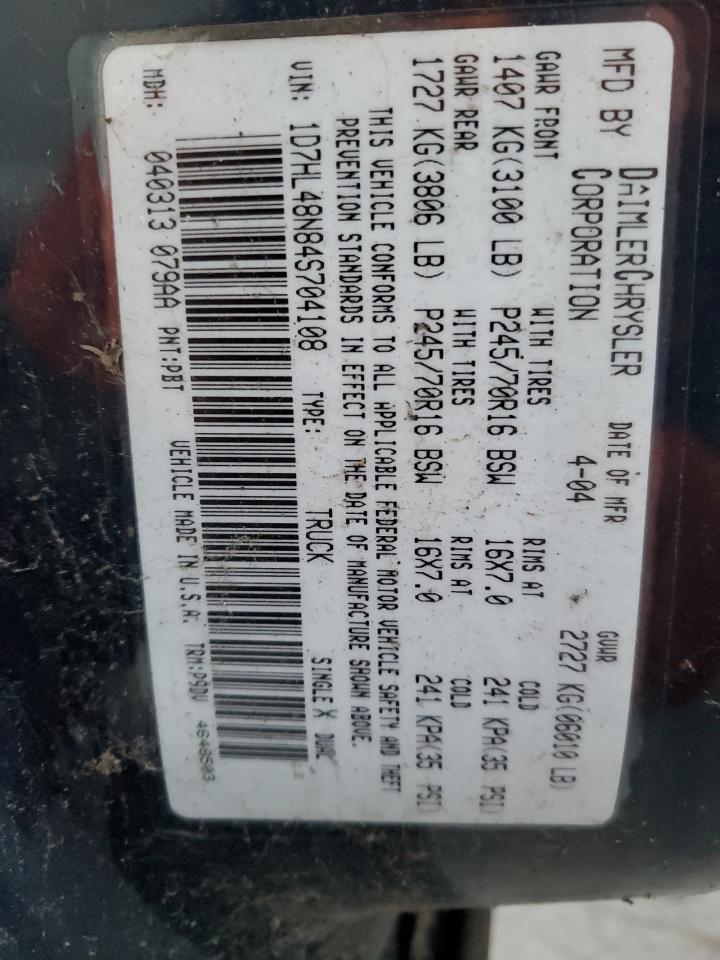 MFD BY DAIMLERCHRYSLER CORPORATION DATE OF MFR 4-04 GVWR 2727 KG(06010 LB)
GAWR FRONT WITH TIRES RIMS AT COLD
1407 KG(3100 LB) P245/70R16 BSW 16X7.0 241 KPA(35 PSI)
GAWR REAR WITH TIRES RIMS AT COLD
1727 KG(3806 LB) P245/70R16 BSW 16X7.0 241 KPA(35 PSI)
THIS VEHICLE CONFORMS TO ALL APPLICABLE FEDERAL MOTOR VEHICLE SAFETY AND THEFT
PREVENTION STANDARDS IN EFFECT ON THE DATE OF MANUFACTURE SHOWN ABOVE.
VIN: 1D7HL48N84S704108 TYPE: TRUCK SINGLE X DUAL
MDH: 040313 079AA PNT:PBT VEHICLE MADE IN U.S.A. TRM:P9DV